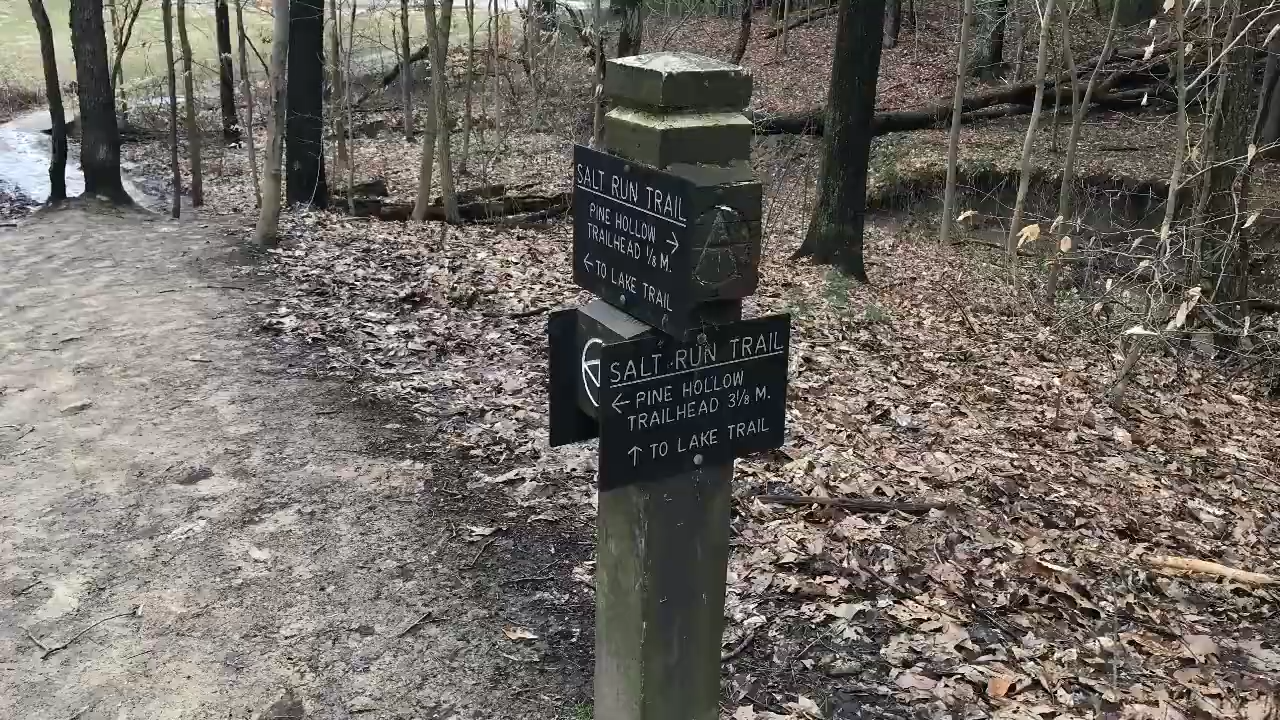 SALT RUN TRAIL
PINE HOLLOW →
TRAILHEAD 1/8 M.
← TO LAKE TRAIL
SALT RUN TRAIL
← PINE HOLLOW
TRAILHEAD 3 1/8 M.
↑ TO LAKE TRAIL